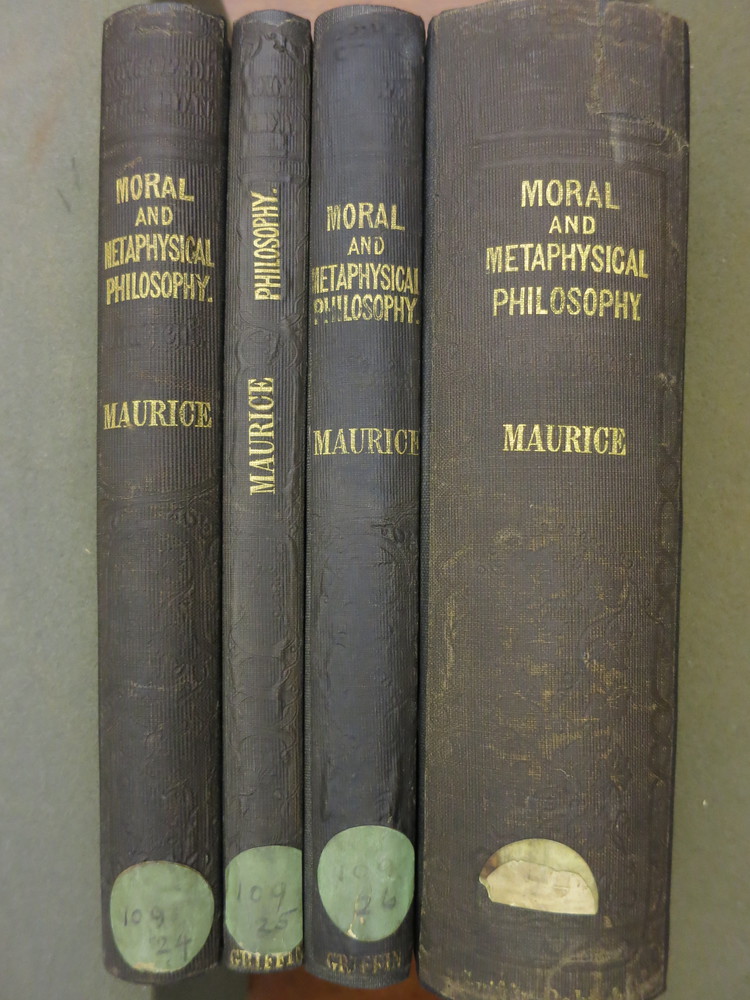 MORAL
AND
METAPHYSICAL
PHILOSOPHY.
MAURICE
109
24
PHILOSOPHY.
MAURICE
109
25
GRIFFIN
MORAL
AND
METAPHYSICAL
PHILOSOPHY.
MAURICE
109
26
GRIFFIN
MORAL
AND
METAPHYSICAL
PHILOSOPHY.
MAURICE